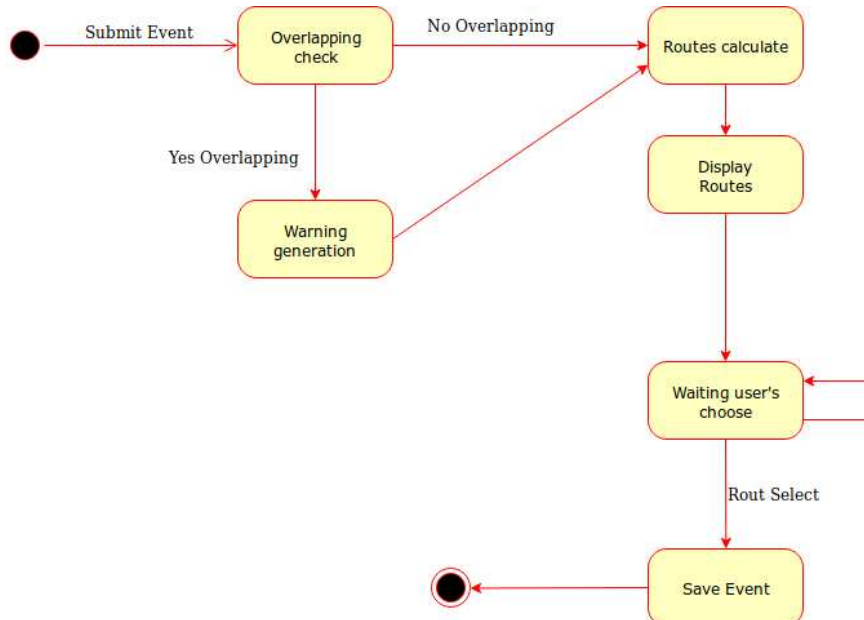 Submit Event
Overlapping
check
No Overlapping
Routes calculate
Yes Overlapping
Display
Routes
Warning
generation
Waiting user's
choose
Rout Select
Save Event